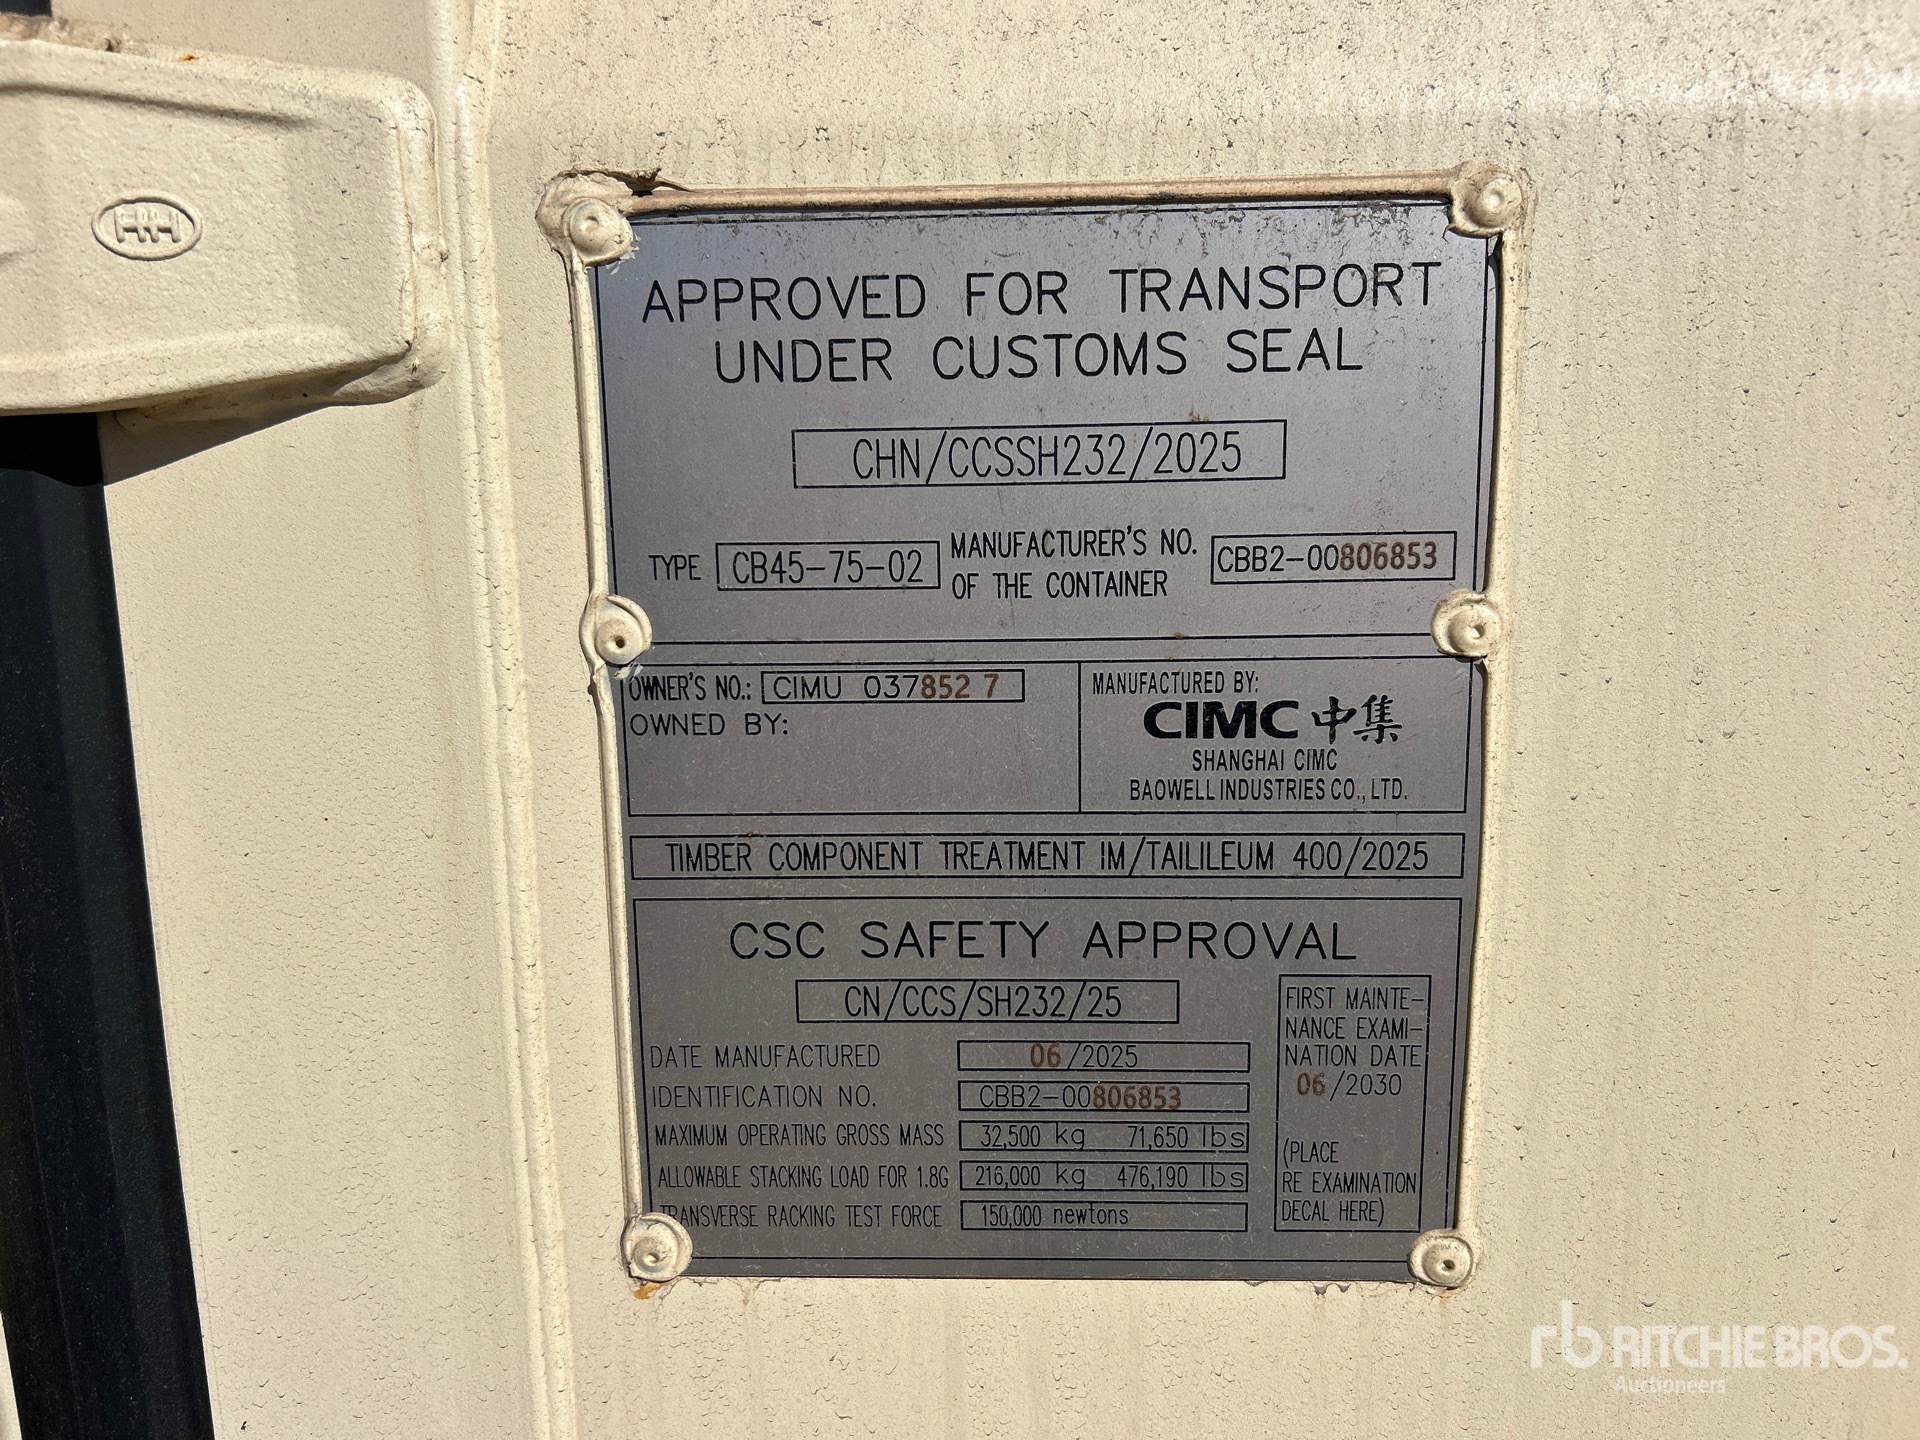 APPROVED FOR TRANSPORT
UNDER CUSTOMS SEAL
CHN/CCSSH232/2025
TYPE CB45-75-02 MANUFACTURER'S NO. OF THE CONTAINER CBB2-00806853
OWNER'S NO.: CIMU 037852 7
OWNED BY:
MANUFACTURED BY:
CIMC 中集
SHANGHAI CIMC
BAOWELL INDUSTRIES CO., LTD.
TIMBER COMPONENT TREATMENT IM/TAILILEUM 400/2025
CSC SAFETY APPROVAL
CN/CCS/SH232/25
DATE MANUFACTURED 06/2025
IDENTIFICATION NO. CBB2-00806853
MAXIMUM OPERATING GROSS MASS 32,500 kg 71,650 lbs
ALLOWABLE STACKING LOAD FOR 1.8G 216,000 kg 476,190 lbs
TRANSVERSE RACKING TEST FORCE 150,000 newtons
FIRST MAINTE-
NANCE EXAMI-
NATION DATE
06/2030
(PLACE
RE EXAMINATION
DECAL HERE)
rb RITCHIE BROS.
Auctioneers